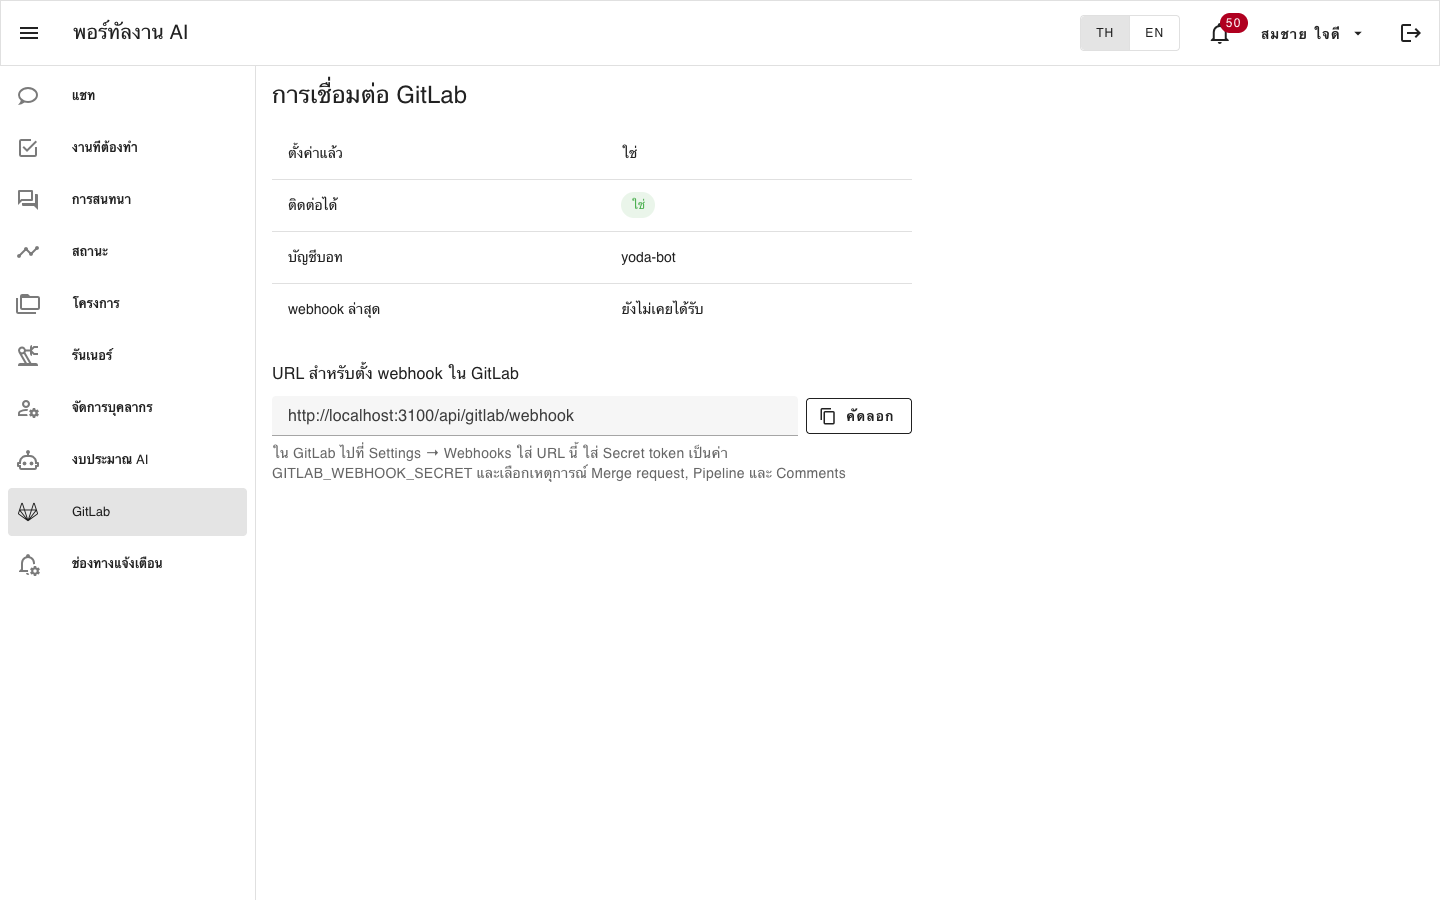 พอร์ทัลงาน AI
TH EN
50
สมชาย ใจดี
แชท
งานที่ต้องทำ
การสนทนา
สถานะ
โครงการ
รันเนอร์
จัดการบุคลากร
งบประมาณ AI
GitLab
ช่องทางแจ้งเตือน
การเชื่อมต่อ GitLab
ตั้งค่าแล้ว ใช่
ติดต่อได้ ใช่
บัญชีบอท yoda-bot
webhook ล่าสุด ยังไม่เคยได้รับ
URL สำหรับตั้ง webhook ใน GitLab
http://localhost:3100/api/gitlab/webhook
คัดลอก
ใน GitLab ไปที่ Settings → Webhooks ใส่ URL นี้ ใส่ Secret token เป็นค่า
GITLAB_WEBHOOK_SECRET และเลือกเหตุการณ์ Merge request, Pipeline และ Comments